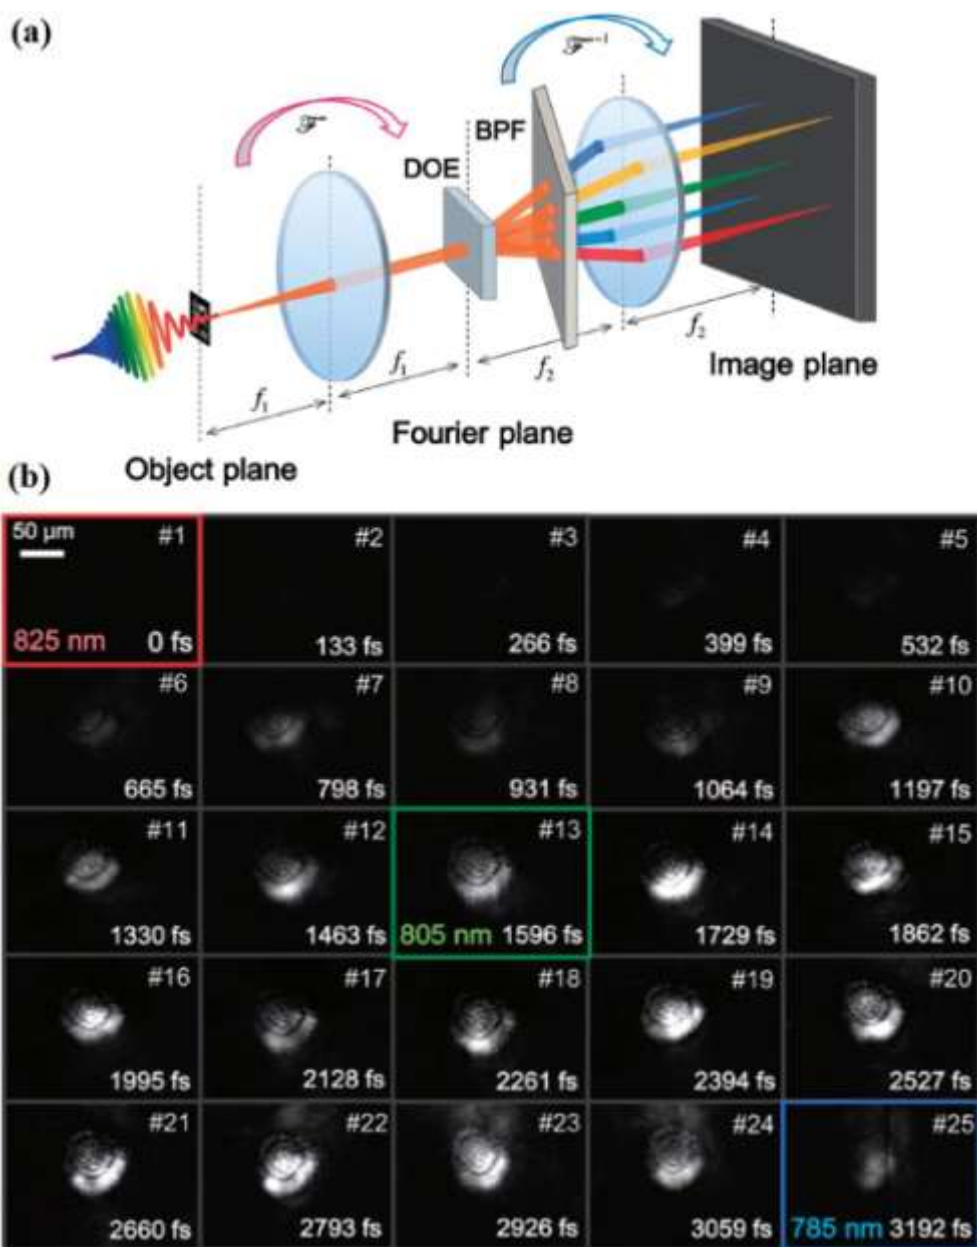 (a)
ℱ
ℱ⁻¹
DOE
BPF
f₁
f₁
f₂
f₂
Object plane
Fourier plane
Image plane
(b)
50 μm
#1
825 nm
0 fs
#2
133 fs
#3
266 fs
#4
399 fs
#5
532 fs
#6
665 fs
#7
798 fs
#8
931 fs
#9
1064 fs
#10
1197 fs
#11
1330 fs
#12
1463 fs
#13
805 nm
1596 fs
#14
1729 fs
#15
1862 fs
#16
1995 fs
#17
2128 fs
#18
2261 fs
#19
2394 fs
#20
2527 fs
#21
2660 fs
#22
2793 fs
#23
2926 fs
#24
3059 fs
#25
785 nm
3192 fs